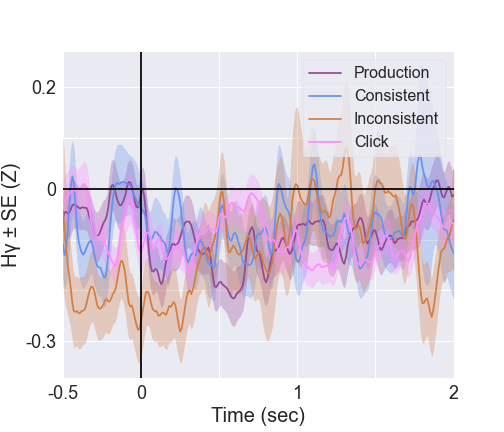 Production
Consistent
Inconsistent
Click
0.2
0
-0.3
Hγ ± SE (Z)
-0.5
0
1
2
Time (sec)